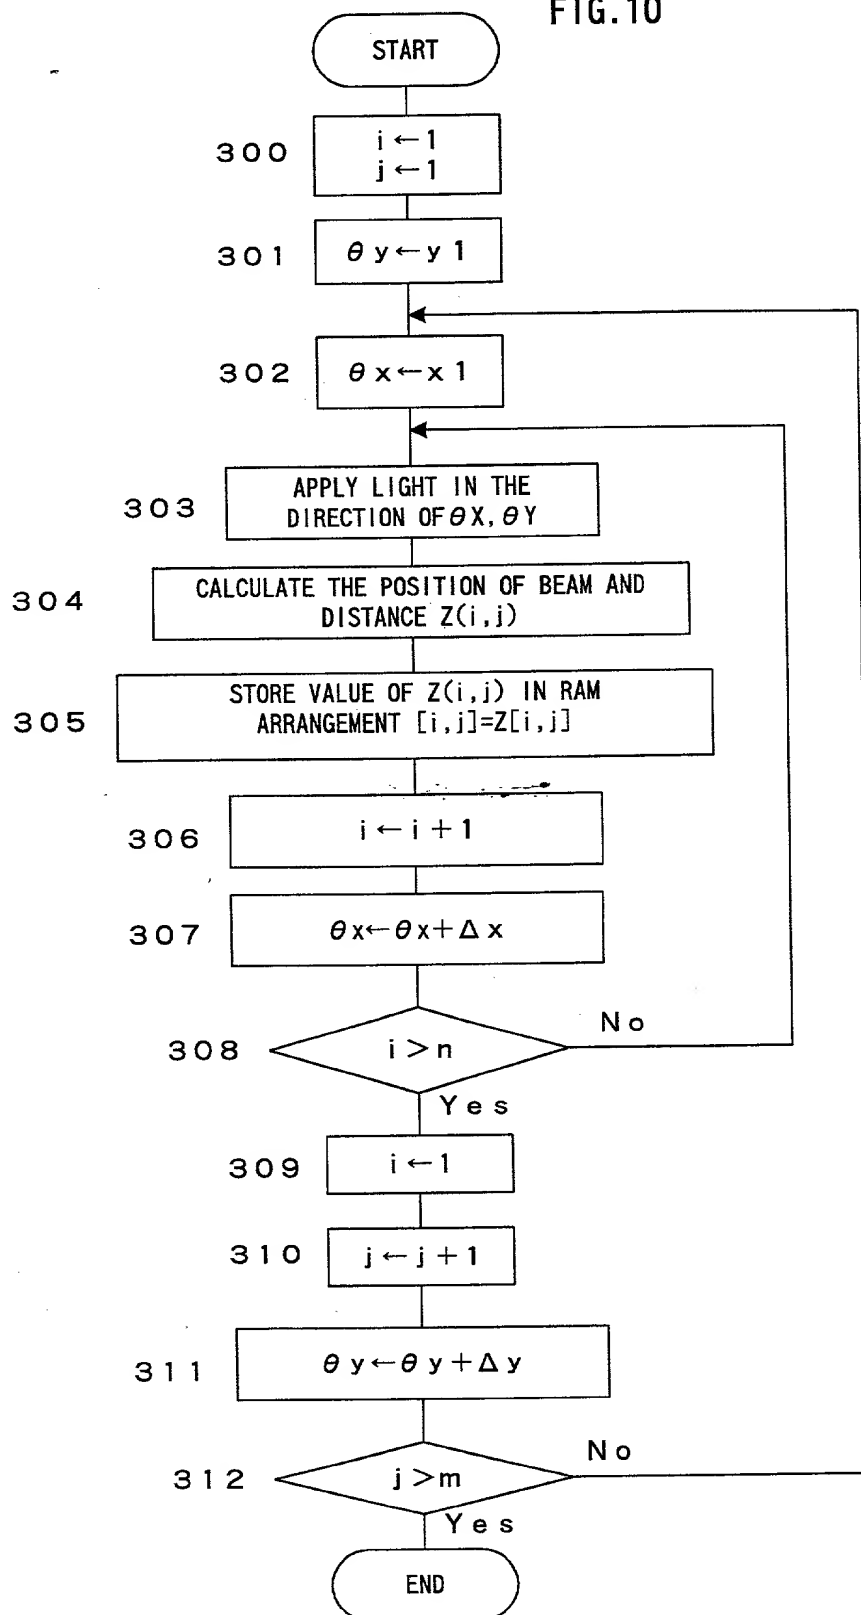 FIG.10
START
300
i←1
j←1
301
θy←y1
302
θx←x1
303
APPLY LIGHT IN THE
DIRECTION OF θX, θY
304
CALCULATE THE POSITION OF BEAM AND
DISTANCE Z(i,j)
305
STORE VALUE OF Z(i,j) IN RAM
ARRANGEMENT [i,j]=Z[i,j]
306
i←i+1
307
θx←θx+Δx
308
i>n
No
Yes
309
i←1
310
j←j+1
311
θy←θy+Δy
312
j>m
No
Yes
END